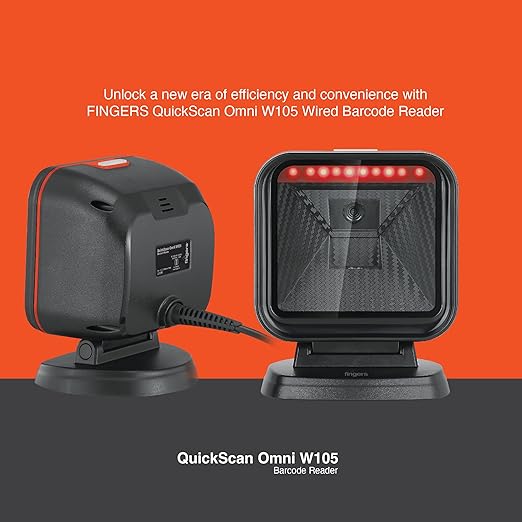 Unlock a new era of efficiency and convenience with
FINGERS QuickScan Omni W105 Wired Barcode Reader
fingers
fingers
QuickScan Omni W105
Barcode Reader